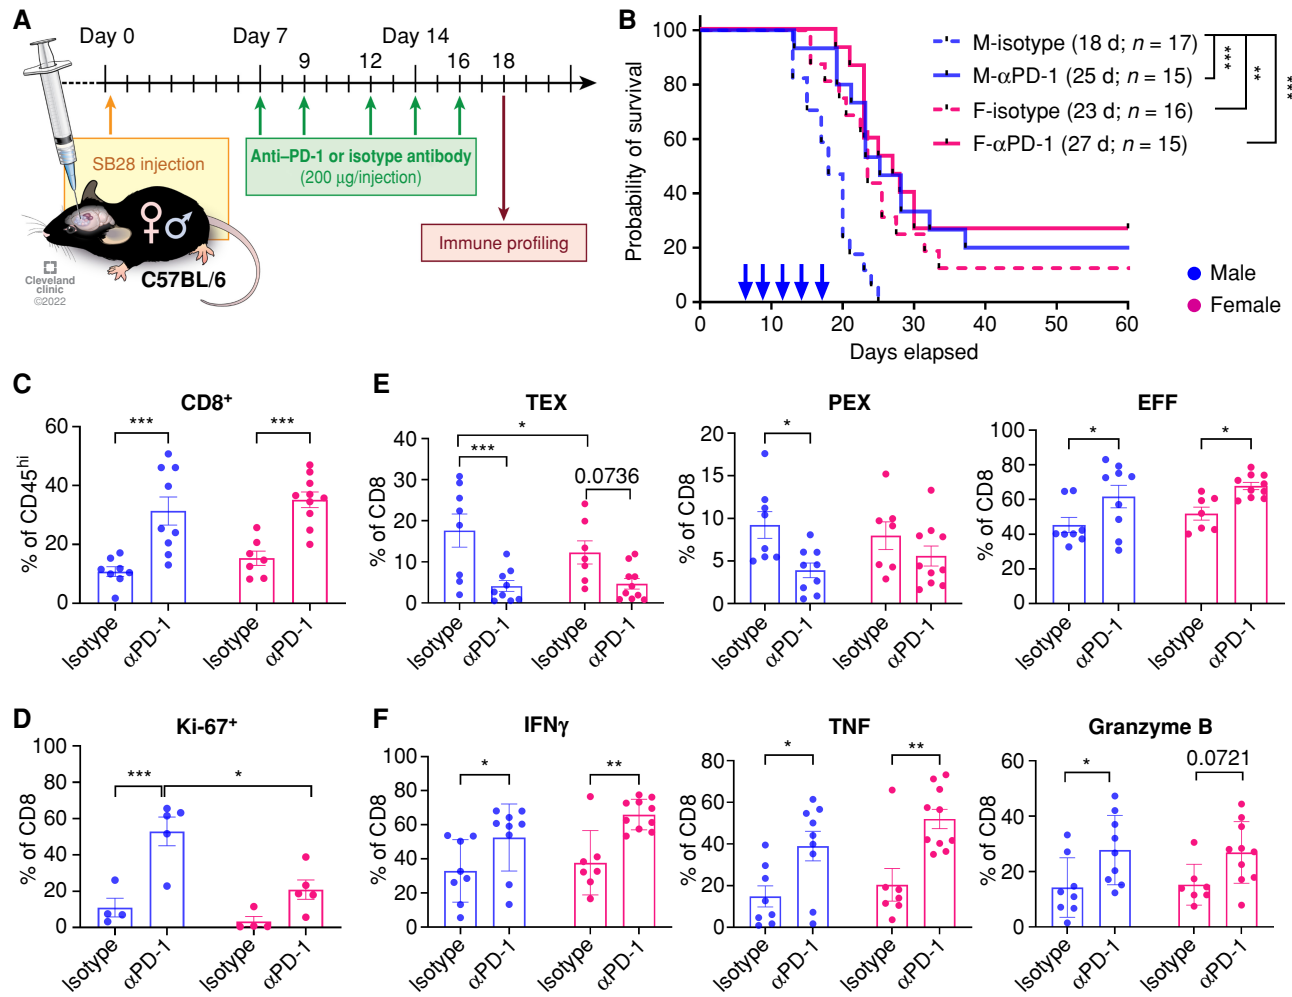 A
Day 0
Day 7
Day 14
9
12
16
18
SB28 injection
Anti–PD-1 or isotype antibody
(200 μg/injection)
Immune profiling
C57BL/6
Cleveland
clinic
©2022
B
Probability of survival
100
80
60
40
20
0
0
10
20
30
40
50
60
Days elapsed
M-isotype (18 d; n = 17)
M-αPD-1 (25 d; n = 15)
F-isotype (23 d; n = 16)
F-αPD-1 (27 d; n = 15)
***
**
***
Male
Female
C
CD8+
% of CD45hi
60
40
20
0
***
***
Isotype
αPD-1
Isotype
αPD-1
E
TEX
% of CD8
40
30
20
10
0
*
***
0.0736
Isotype
αPD-1
Isotype
αPD-1
PEX
% of CD8
20
15
10
5
0
*
Isotype
αPD-1
Isotype
αPD-1
EFF
% of CD8
100
80
60
40
20
0
*
*
Isotype
αPD-1
Isotype
αPD-1
D
Ki-67+
% of CD8
100
80
60
40
20
0
***
*
Isotype
αPD-1
Isotype
αPD-1
F
IFNγ
% of CD8
100
80
60
40
20
0
*
**
Isotype
αPD-1
Isotype
αPD-1
TNF
% of CD8
80
60
40
20
0
*
**
Isotype
αPD-1
Isotype
αPD-1
Granzyme B
% of CD8
60
40
20
0
*
0.0721
Isotype
αPD-1
Isotype
αPD-1